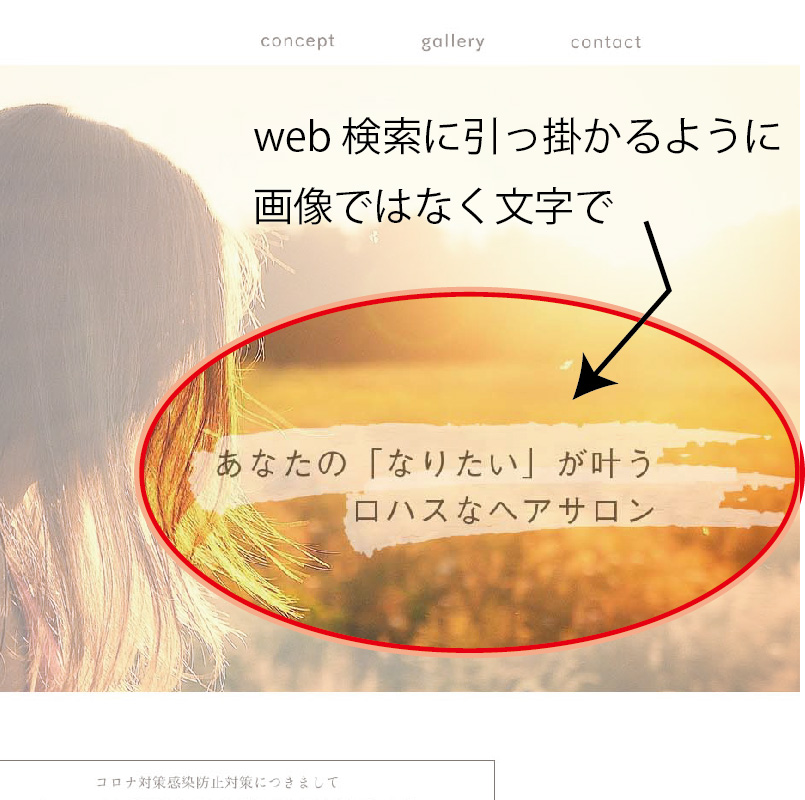 concept gallery contact
web 検索に引っ掛かるように
画像ではなく文字で
あなたの「なりたい」が叶う
ロハスなヘアサロン
コロナ対策感染防止対策につきまして